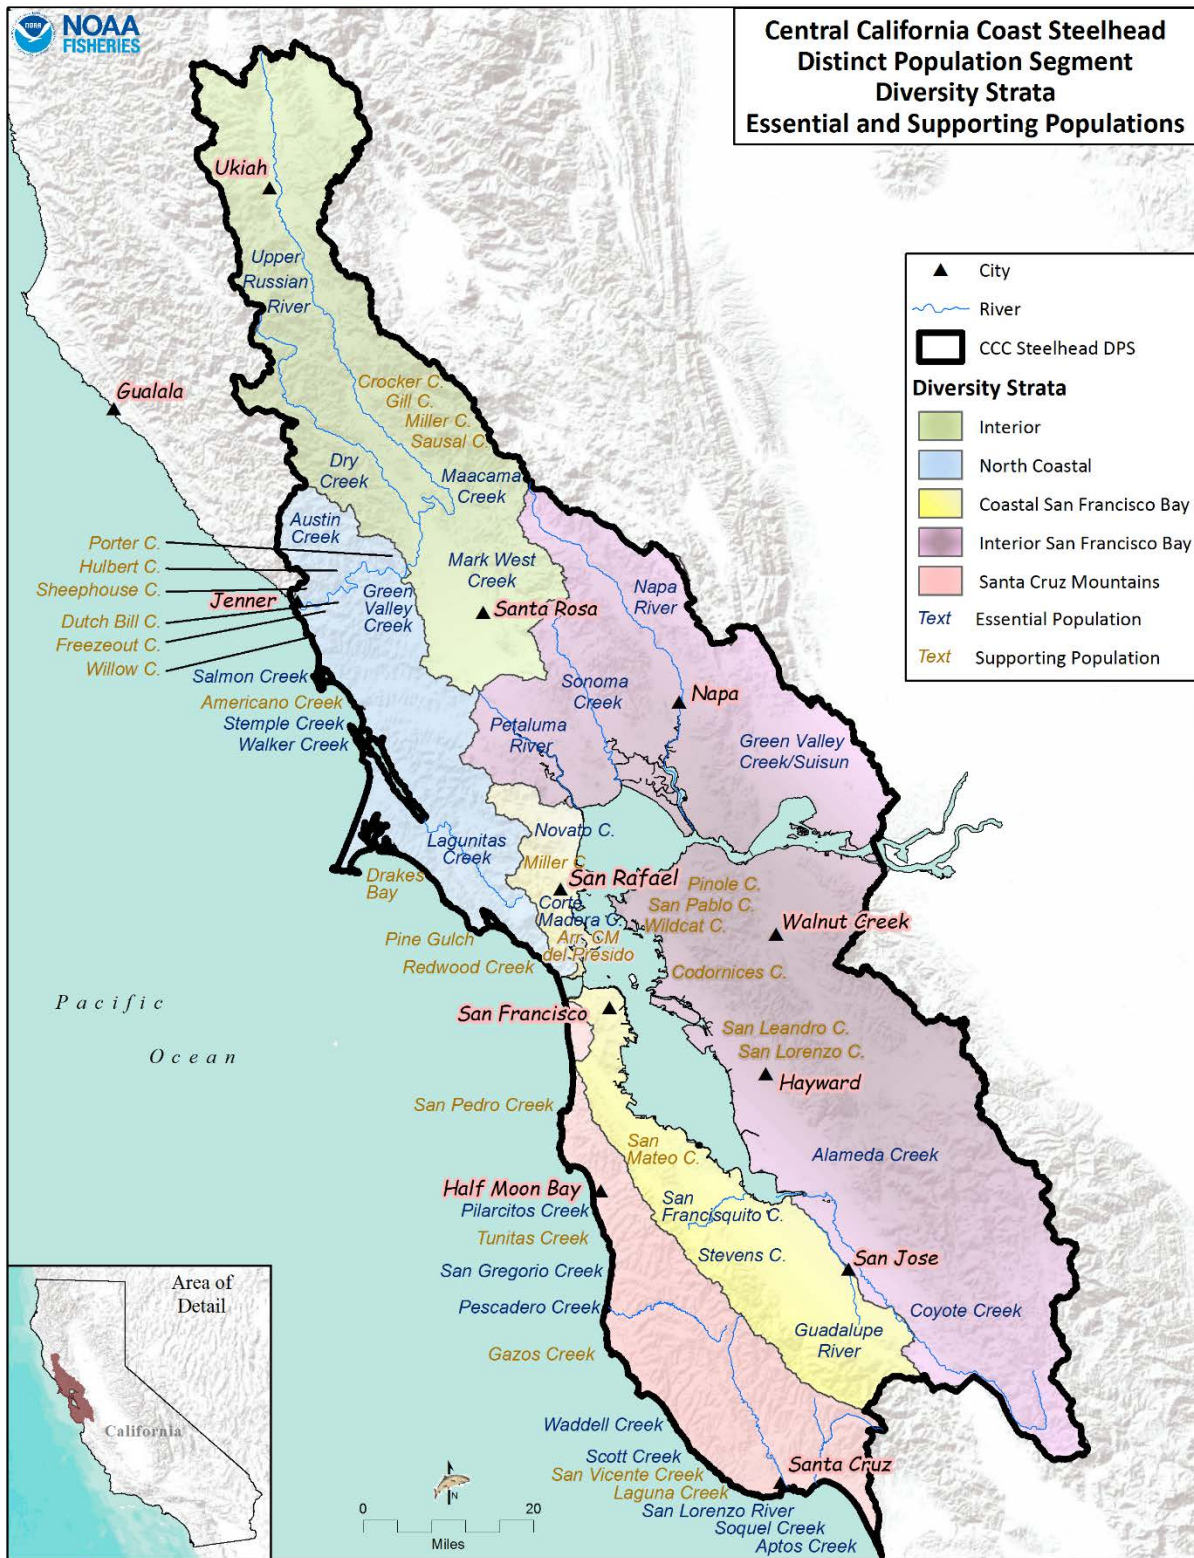 NOAA
NOAA
FISHERIES
Central California Coast Steelhead
Distinct Population Segment
Diversity Strata
Essential and Supporting Populations
City
River
CCC Steelhead DPS
Diversity Strata
Interior
North Coastal
Coastal San Francisco Bay
Interior San Francisco Bay
Santa Cruz Mountains
Text Essential Population
Text Supporting Population
Ukiah
Upper
Russian
River
Gualala
Crocker C.
Gill C.
Miller C.
Sausal C.
Dry
Creek
Maacama
Creek
Austin
Creek
Porter C.
Hulbert C.
Sheephouse C.
Jenner
Dutch Bill C.
Freezeout C.
Willow C.
Green
Valley
Creek
Mark West
Creek
Santa Rosa
Napa
River
Salmon Creek
Americano Creek
Stemple Creek
Walker Creek
Sonoma
Creek
Petaluma
River
Napa
Green Valley
Creek/Suisun
Novato C.
Lagunitas
Creek
Miller C.
San Rafael
Drakes
Bay
Corte
Madera C.
Arr. CM
del Presido
Pinole C.
San Pablo C.
Wildcat C.
Walnut Creek
Pine Gulch
Redwood Creek
Codornices C.
Pacific
Ocean
San Francisco
San Leandro C.
San Lorenzo C.
Hayward
San Pedro Creek
San
Mateo C.
Alameda Creek
Half Moon Bay
Pilarcitos Creek
San
Francisquito C.
Tunitas Creek
Stevens C.
San Gregorio Creek
San Jose
Pescadero Creek
Coyote Creek
Gazos Creek
Guadalupe
River
Waddell Creek
Scott Creek
San Vicente Creek
Laguna Creek
Santa Cruz
San Lorenzo River
Soquel Creek
Aptos Creek
Area of
Detail
California
N
0 20
Miles